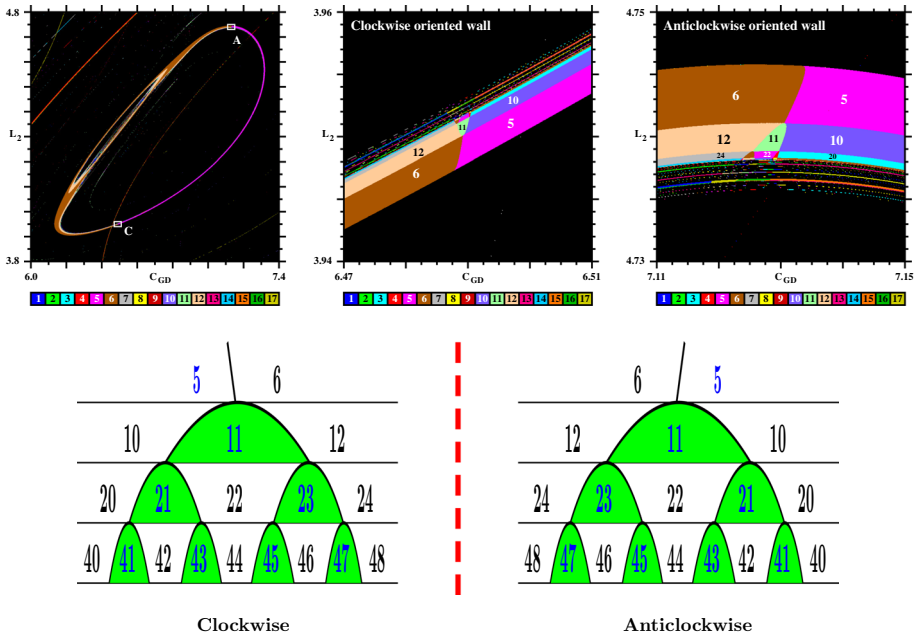 4.8
A
C
L2
3.8
6.0
CGD
7.4
1 2 3 4 5 6 7 8 9 10 11 12 13 14 15 16 17
3.96
Clockwise oriented wall
10
11
5
12
6
L2
3.94
6.47
CGD
6.51
1 2 3 4 5 6 7 8 9 10 11 12 13 14 15 16 17
4.75
Anticlockwise oriented wall
6 5
12 11 10
24 22 20
L2
4.73
7.11
CGD
7.15
1 2 3 4 5 6 7 8 9 10 11 12 13 14 15 16 17
5 6
10 11 12
20 21 22 23 24
40 41 42 43 44 45 46 47 48
Clockwise
6 5
12 11 10
24 23 22 21 20
48 47 46 45 44 43 42 41 40
Anticlockwise